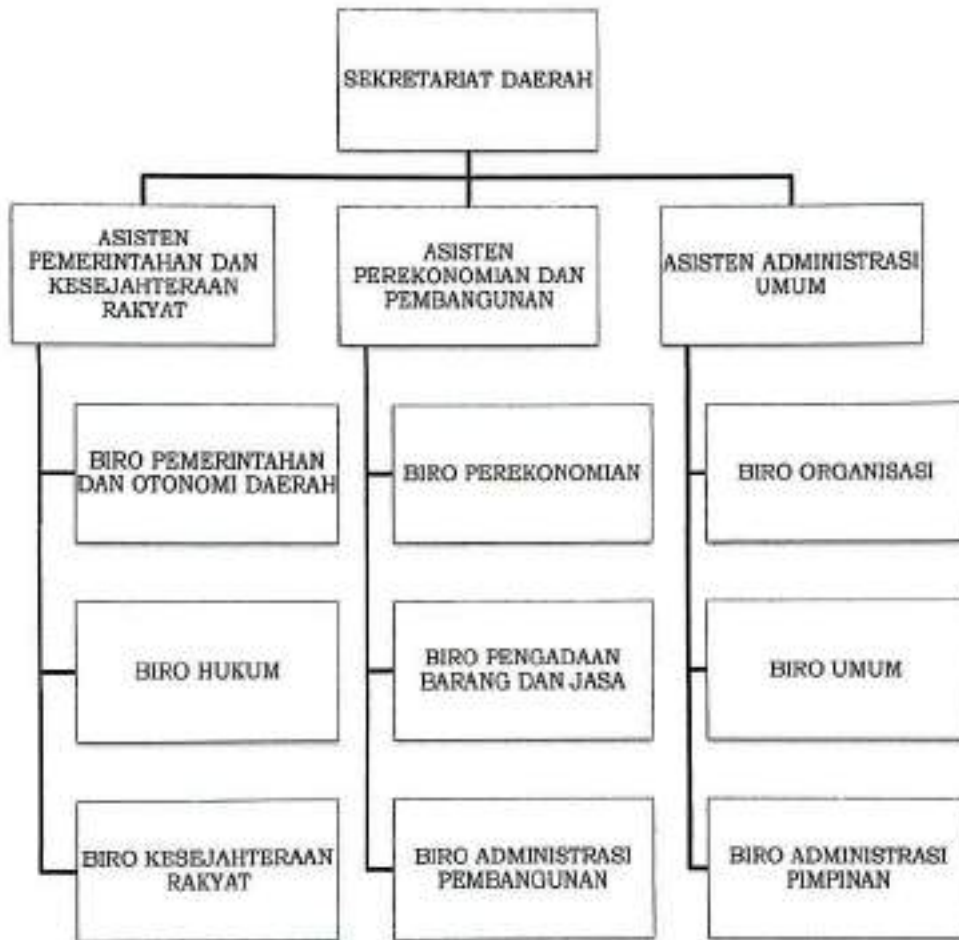 SEKRETARIAT DAERAH
ASISTEN
PEMERINTAHAN DAN
KESEJAHTERAAN
RAKYAT
ASISTEN
PEREKONOMIAN DAN
PEMBANGUNAN
ASISTEN ADMINISTRASI
UMUM
BIRO PEMERINTAHAN
DAN OTONOMI DAERAH
BIRO PEREKONOMIAN
BIRO ORGANISASI
BIRO HUKUM
BIRO PENGADAAN
BARANG DAN JASA
BIRO UMUM
BIRO KESEJAHTERAAN
RAKYAT
BIRO ADMINISTRASI
PEMBANGUNAN
BIRO ADMINISTRASI
PIMPINAN